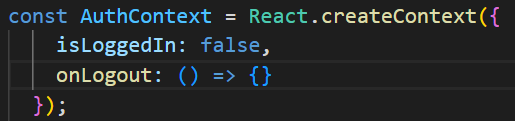 const AuthContext = React.createContext({
    isLoggedIn: false,
    onLogout: () => {}
  });